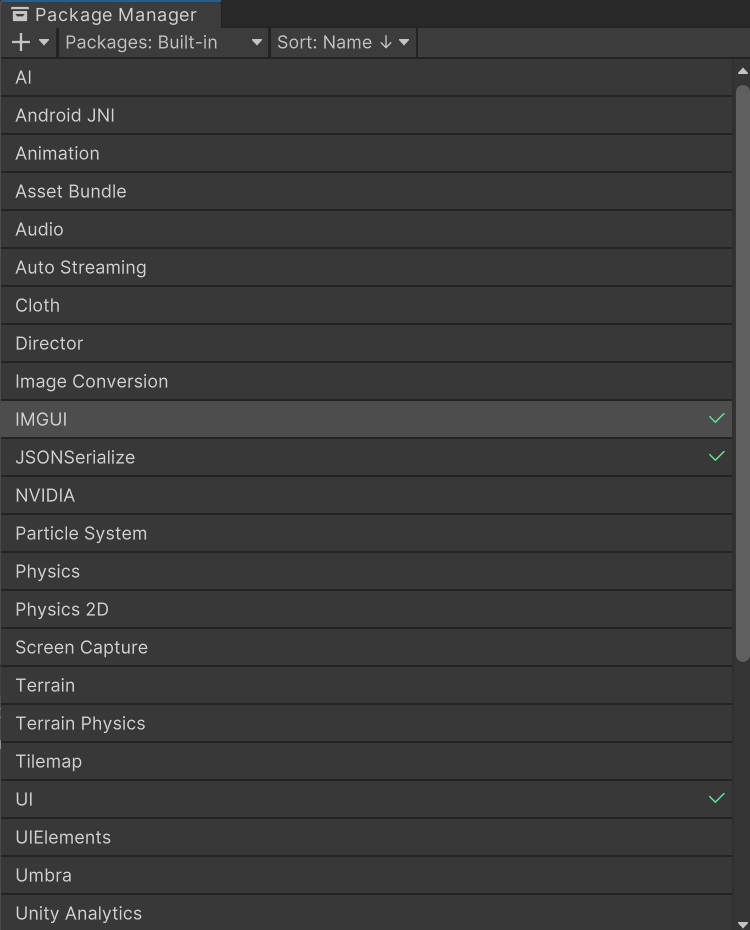 Package Manager
Packages: Built-in Sort: Name ↓
AI
Android JNI
Animation
Asset Bundle
Audio
Auto Streaming
Cloth
Director
Image Conversion
IMGUI
JSONSerialize
NVIDIA
Particle System
Physics
Physics 2D
Screen Capture
Terrain
Terrain Physics
Tilemap
UI
UIElements
Umbra
Unity Analytics